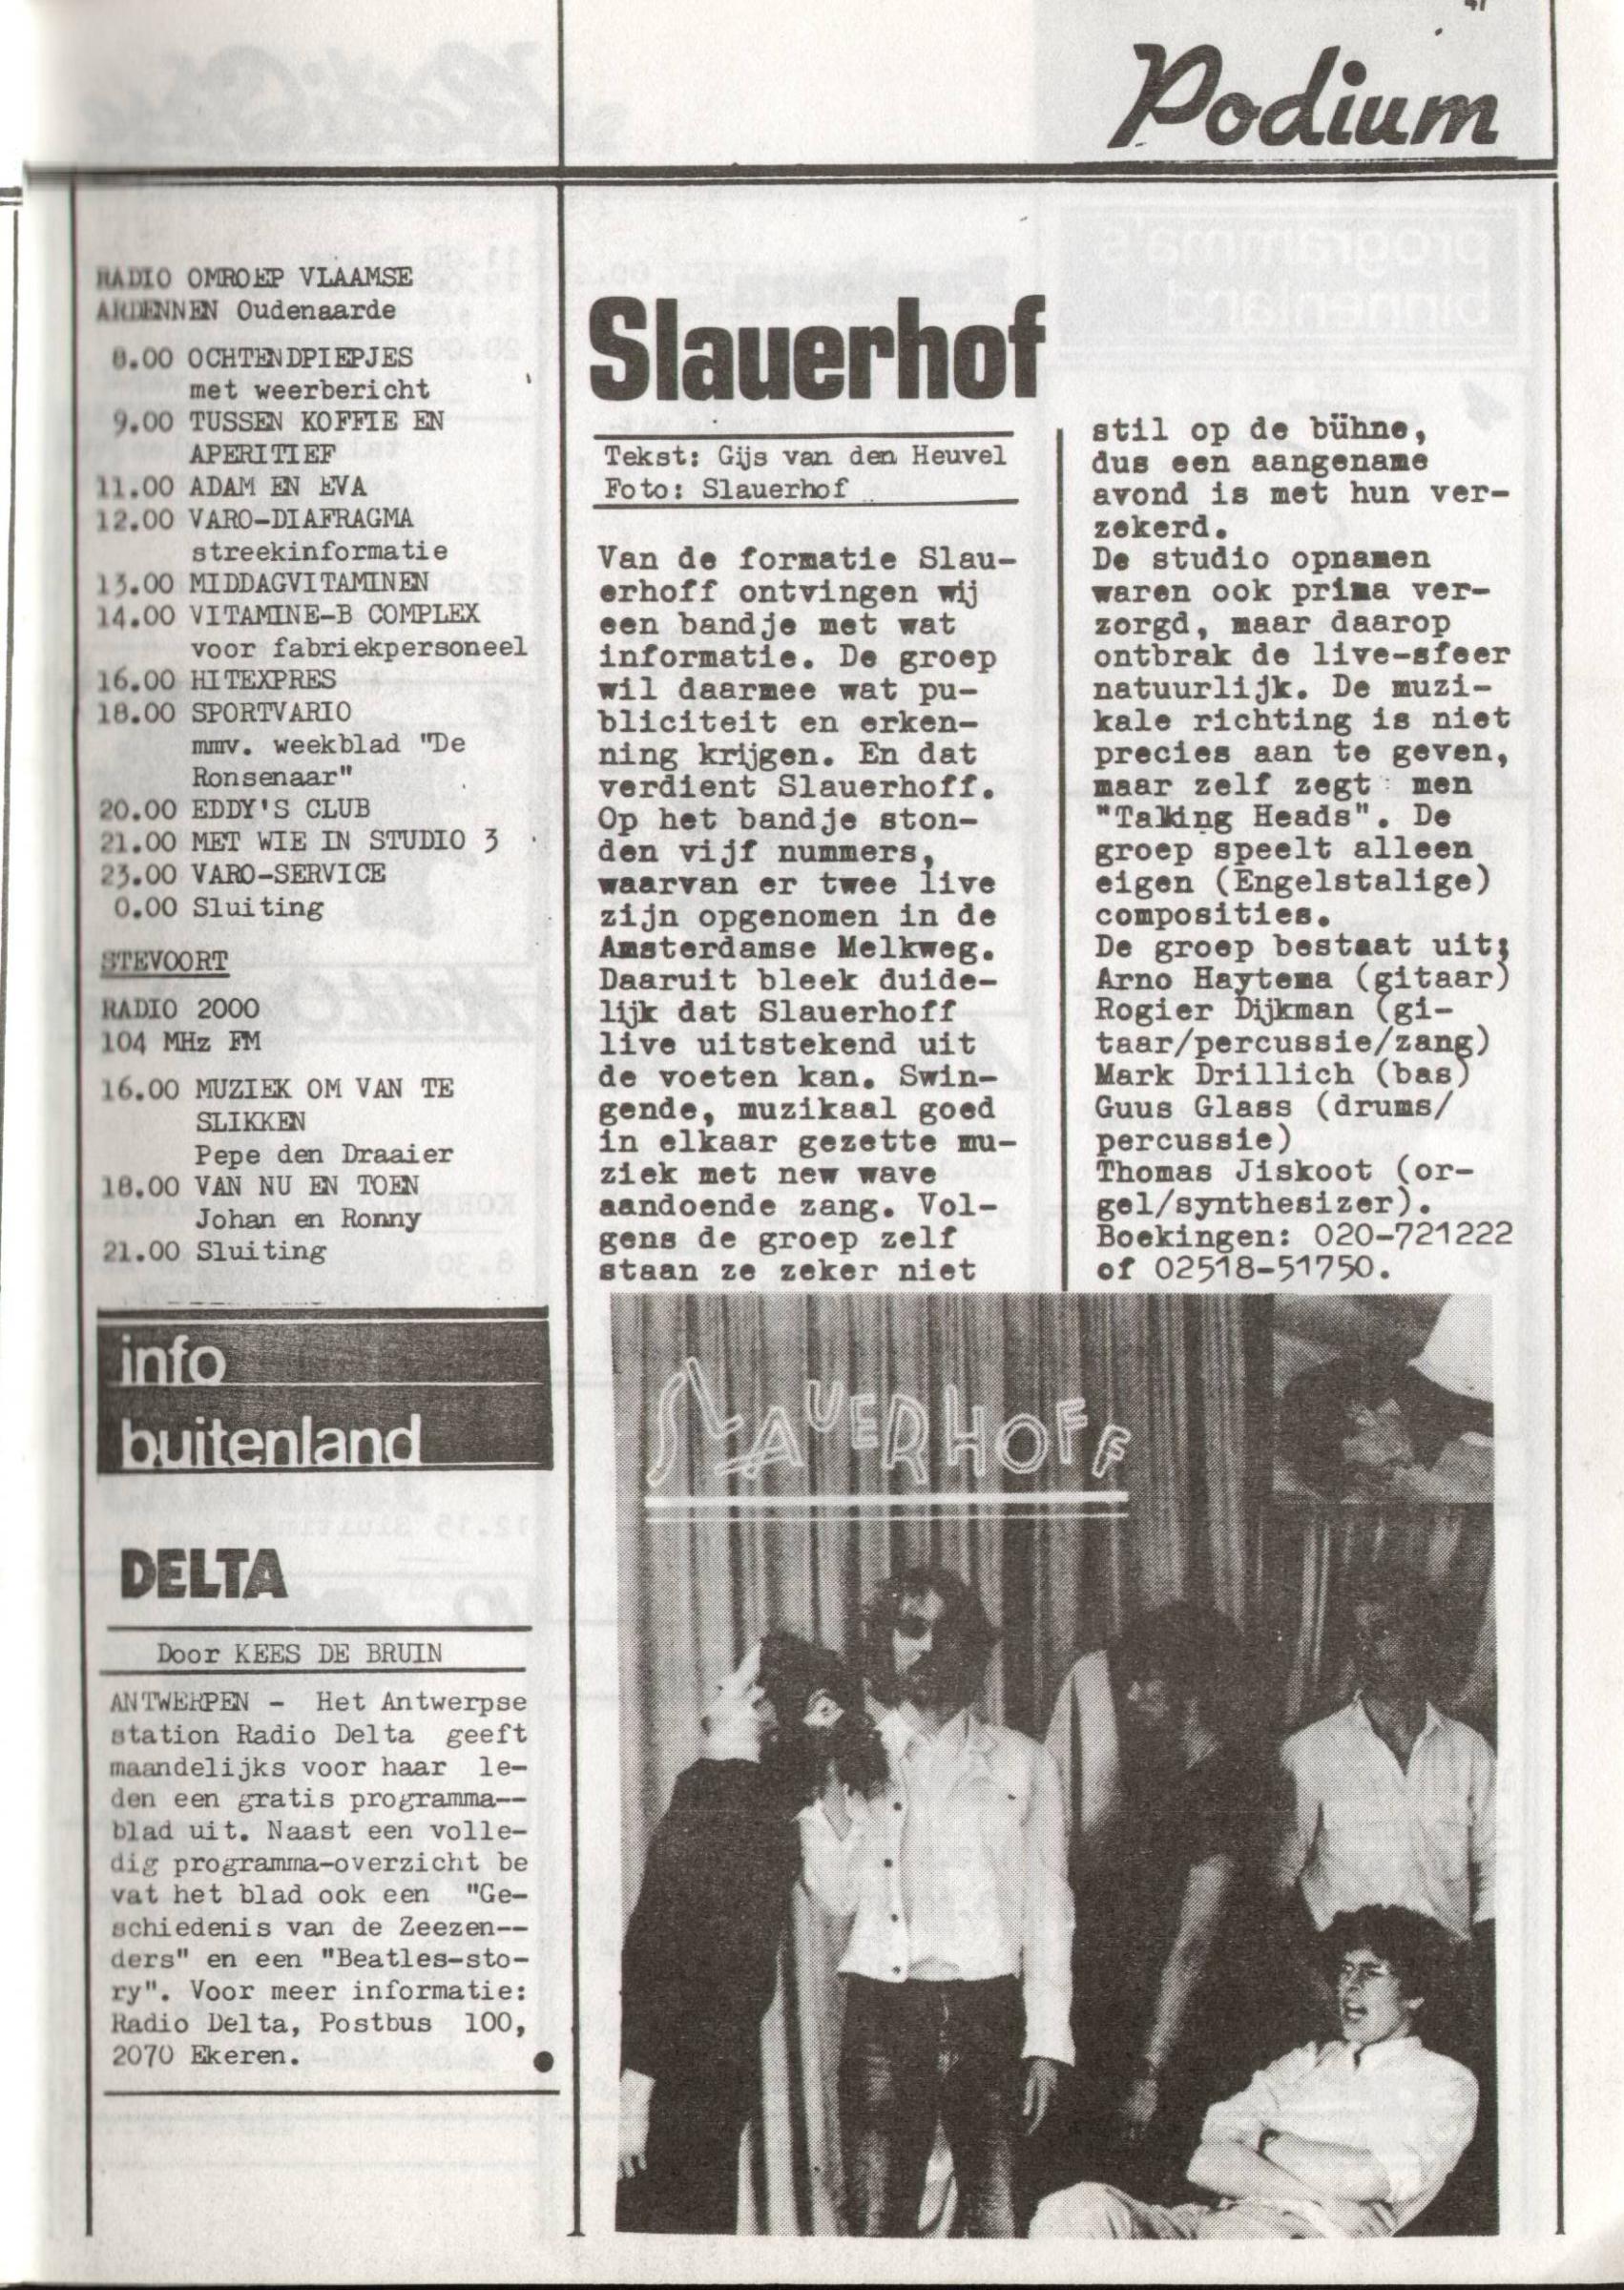 Podium
RADIO OMROEP VLAAMSE
ARDENNEN Oudenaarde
8.00 OCHTENDPIEPJES
met weerbericht
9.00 TUSSEN KOFFIE EN
APERITIEF
11.00 ADAM EN EVA
12.00 VARO-DIAFRAGMA
streekinformatie
13.00 MIDDAGVITAMINEN
14.00 VITAMINE-B COMPLEX
voor fabriekpersoneel
16.00 HITEXPRES
18.00 SPORTVARIO
mmv. weekblad "De
Ronsenaar"
20.00 EDDY'S CLUB
21.00 MET WIE IN STUDIO 3
23.00 VARO-SERVICE
0.00 Sluiting
STEVOORT
RADIO 2000
104 MHz FM
16.00 MUZIEK OM VAN TE
SLIKKEN
Pepe den Draaier
18.00 VAN NU EN TOEN
Johan en Ronny
21.00 Sluiting
info
buitenland
DELTA
Door KEES DE BRUIN
ANTWERPEN - Het Antwerpse
station Radio Delta geeft
maandelijks voor haar le-
den een gratis programma--
blad uit. Naast een volle-
dig programma-overzicht be
vat het blad ook een "Ge-
schiedenis van de Zeezen--
ders" en een "Beatles-sto-
ry". Voor meer informatie:
Radio Delta, Postbus 100,
2070 Ekeren.
Slauerhof
Tekst: Gijs van den Heuvel
Foto: Slauerhof
Van de formatie Slau-
erhoff ontvingen wij
een bandje met wat
informatie. De groep
wil daarmee wat pu-
bliciteit en erken-
ning krijgen. En dat
verdient Slauerhoff.
Op het bandje ston-
den vijf nummers,
waarvan er twee live
zijn opgenomen in de
Amsterdamse Melkweg.
Daaruit bleek duide-
lijk dat Slauerhoff
live uitstekend uit
de voeten kan. Swin-
gende, muzikaal goed
in elkaar gezette mu-
ziek met new wave
aandoende zang. Vol-
gens de groep zelf
staan ze zeker niet
stil op de bühne,
dus een aangename
avond is met hun ver-
zekerd.
De studio opnamen
waren ook prima ver-
zorgd, maar daarop
ontbrak de live-sfeer
natuurlijk. De muzi-
kale richting is niet
precies aan te geven,
maar zelf zegt men
"Talking Heads". De
groep speelt alleen
eigen (Engelstalige)
composities.
De groep bestaat uit;
Arno Haytema (gitaar)
Rogier Dijkman (gi-
taar/percussie/zang)
Mark Drillich (bas)
Guus Glass (drums/
percussie)
Thomas Jiskoot (or-
gel/synthesizer).
Boekingen: 020-721222
of 02518-51750.
SLAUERHOFF